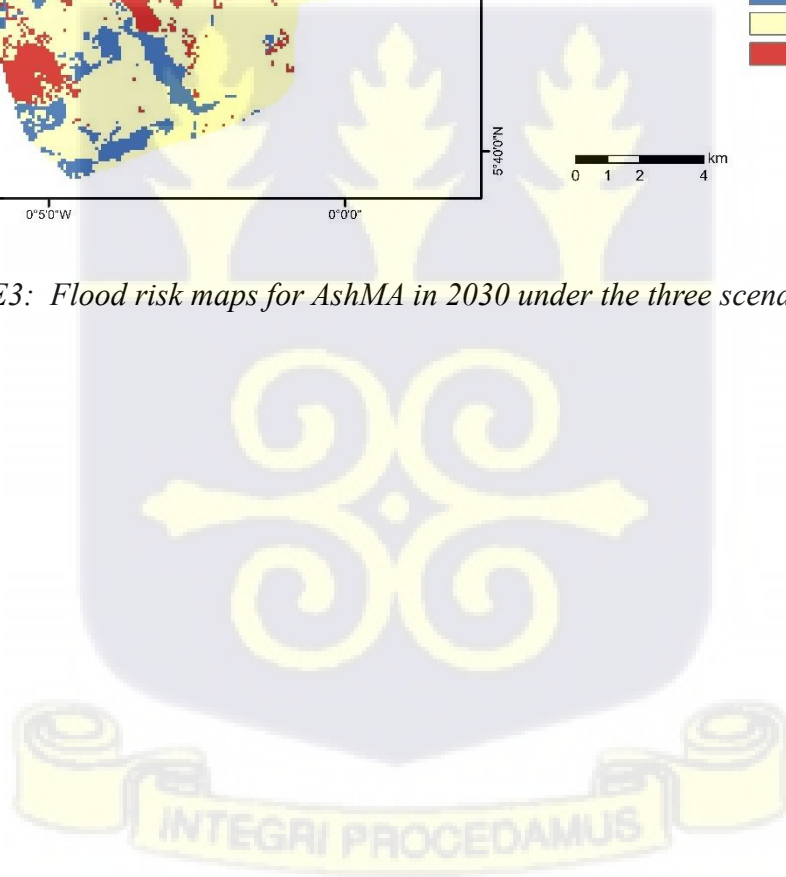 5°40'0"N
km
0 1 2 4
0°5'0"W 0°0'0"
E3: Flood risk maps for AshMA in 2030 under the three scena
INTEGRI PROCEDAMUS